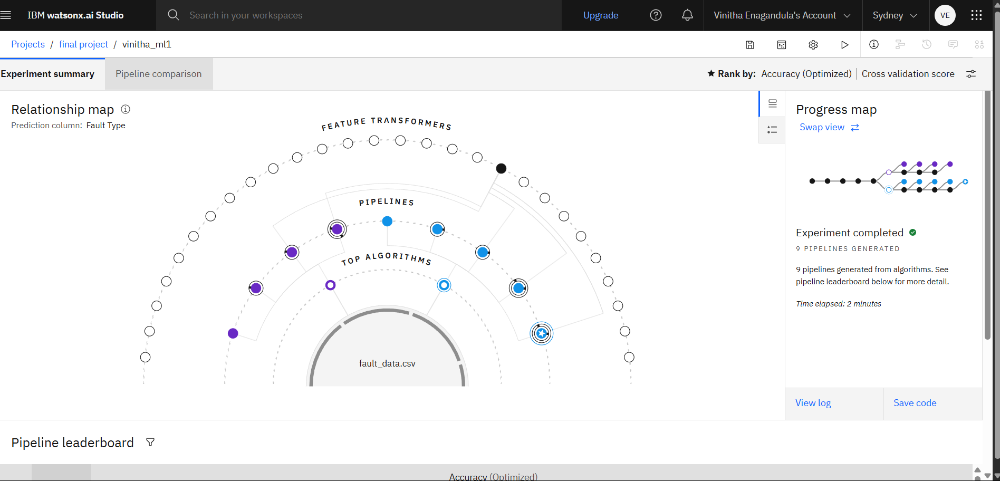 IBM watsonx.ai Studio
Search in your workspaces
Upgrade
Vinitha Enagandula's Account
Sydney
VE
Projects / final project / vinitha_ml1
Experiment summary
Pipeline comparison
Rank by: Accuracy (Optimized) | Cross validation score
Relationship map
Prediction column: Fault Type
FEATURE TRANSFORMERS
PIPELINES
TOP ALGORITHMS
fault_data.csv
Progress map
Swap view
Experiment completed
9 PIPELINES GENERATED
9 pipelines generated from algorithms. See
pipeline leaderboard below for more detail.
Time elapsed: 2 minutes
View log
Save code
Pipeline leaderboard
Accuracy (Optimized)